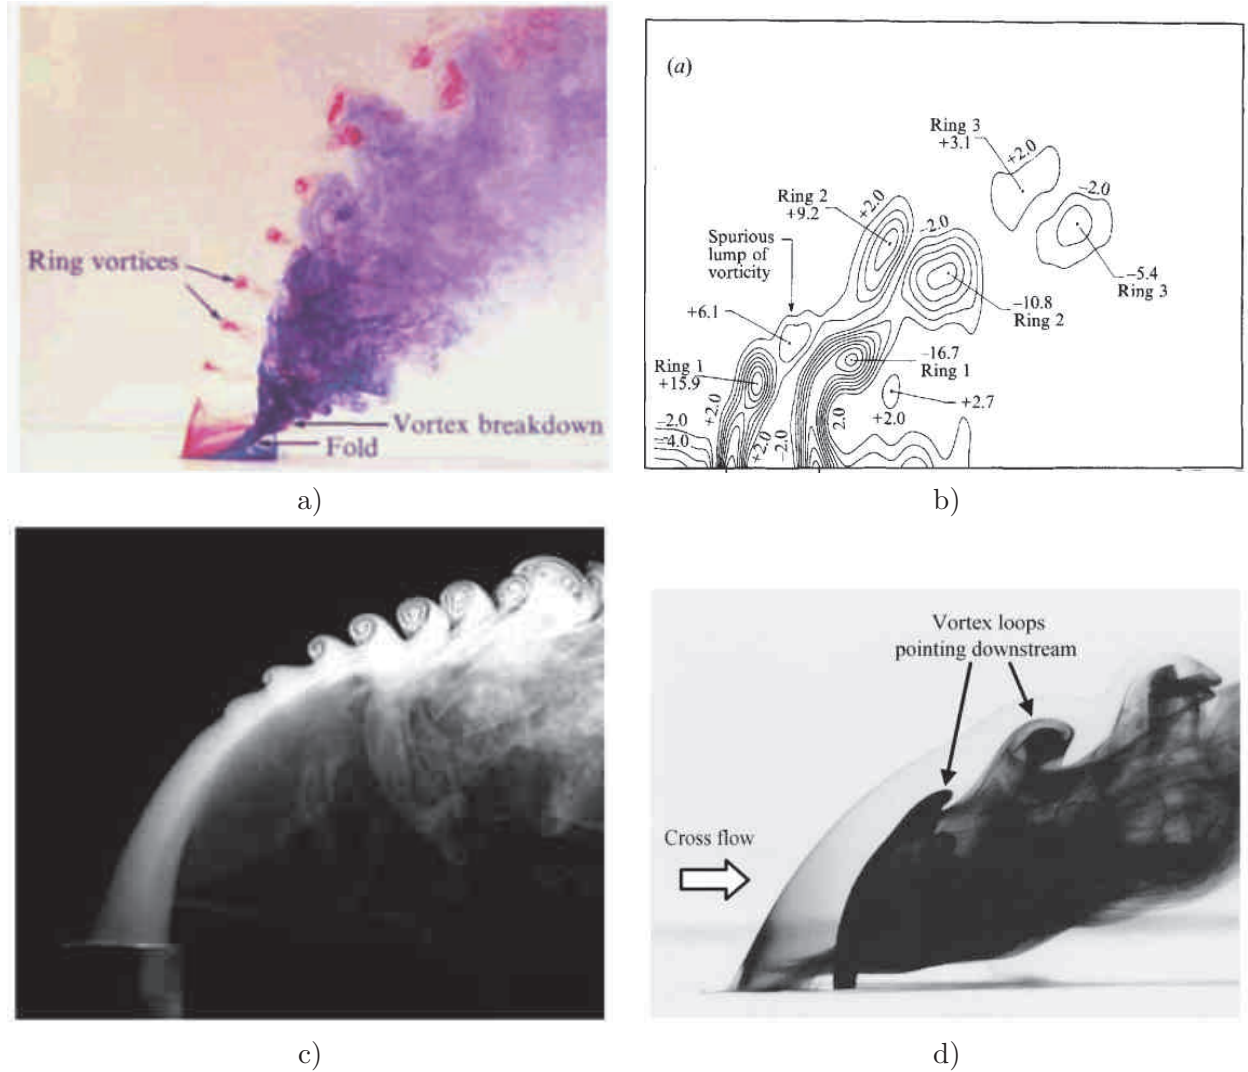 Ring vortices
Vortex breakdown
Fold
a)
(a)
Ring 3
+3.1
+2.0
-2.0
Ring 2
+9.2
+2.0
-2.0
Spurious
lump of
vorticity
-5.4
Ring 3
-10.8
Ring 2
+6.1
-16.7
Ring 1
Ring 1
+15.9
+2.7
+2.0
-2.0
-4.0
+2.0
+2.0
-2.0
2.0
b)
c)
Vortex loops
pointing downstream
Cross flow
d)